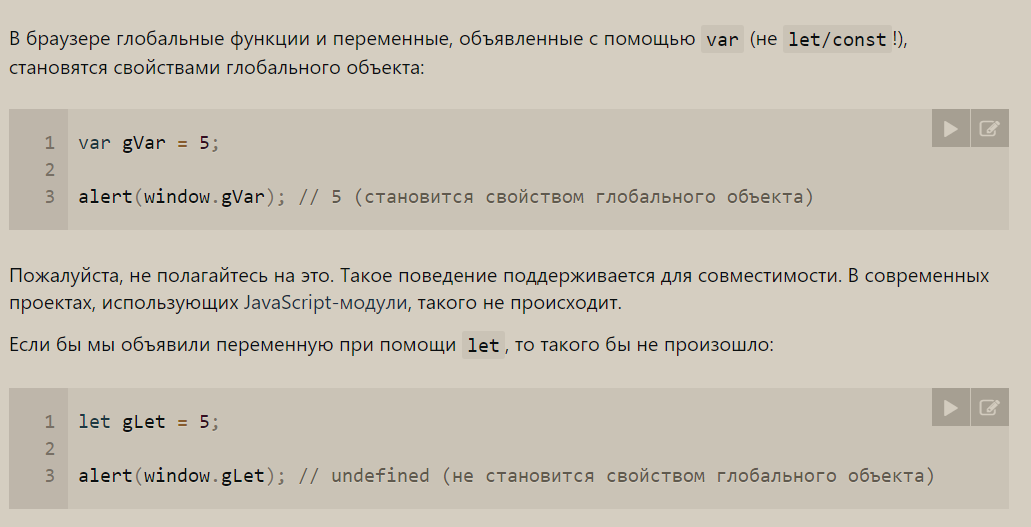 В браузере глобальные функции и переменные, объявленные с помощью var (не let/const!),
становятся свойствами глобального объекта:
1 var gVar = 5;
2
3 alert(window.gVar); // 5 (становится свойством глобального объекта)
Пожалуйста, не полагайтесь на это. Такое поведение поддерживается для совместимости. В современных
проектах, использующих JavaScript-модули, такого не происходит.
Если бы мы объявили переменную при помощи let, то такого бы не произошло:
1 let gLet = 5;
2
3 alert(window.gLet); // undefined (не становится свойством глобального объекта)